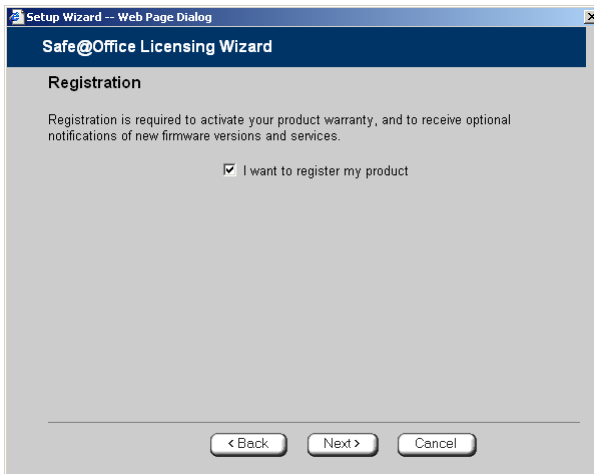 Setup Wizard -- Web Page Dialog
Safe@Office Licensing Wizard
Registration
Registration is required to activate your product warranty, and to receive optional
notifications of new firmware versions and services.
I want to register my product
< Back Next > Cancel